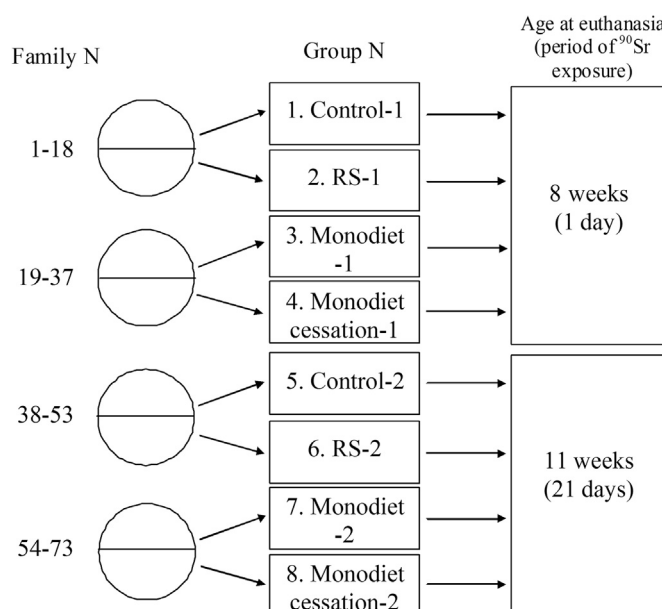 Family N
Group N
Age at euthanasia
(period of ⁹⁰Sr
exposure)
1-18
1. Control-1
2. RS-1
8 weeks
(1 day)
19-37
3. Monodiet
-1
4. Monodiet
cessation-1
38-53
5. Control-2
6. RS-2
11 weeks
(21 days)
54-73
7. Monodiet
-2
8. Monodiet
cessation-2